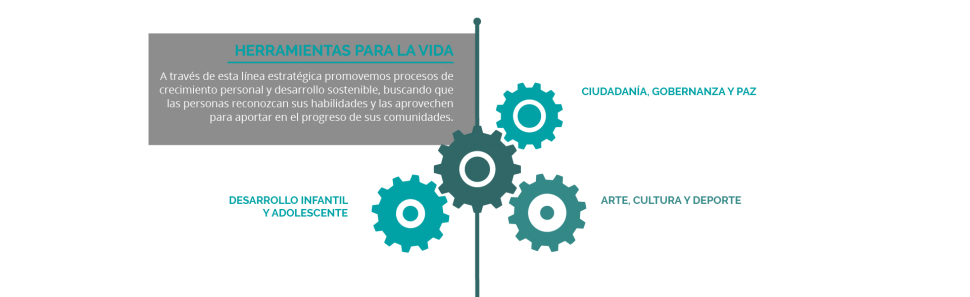 HERRAMIENTAS PARA LA VIDA
A través de esta línea estratégica promovemos procesos de
crecimiento personal y desarrollo sostenible, buscando que
las personas reconozcan sus habilidades y las aprovechen
para aportar en el progreso de sus comunidades.
CIUDADANÍA, GOBERNANZA Y PAZ
DESARROLLO INFANTIL
Y ADOLESCENTE
ARTE, CULTURA Y DEPORTE